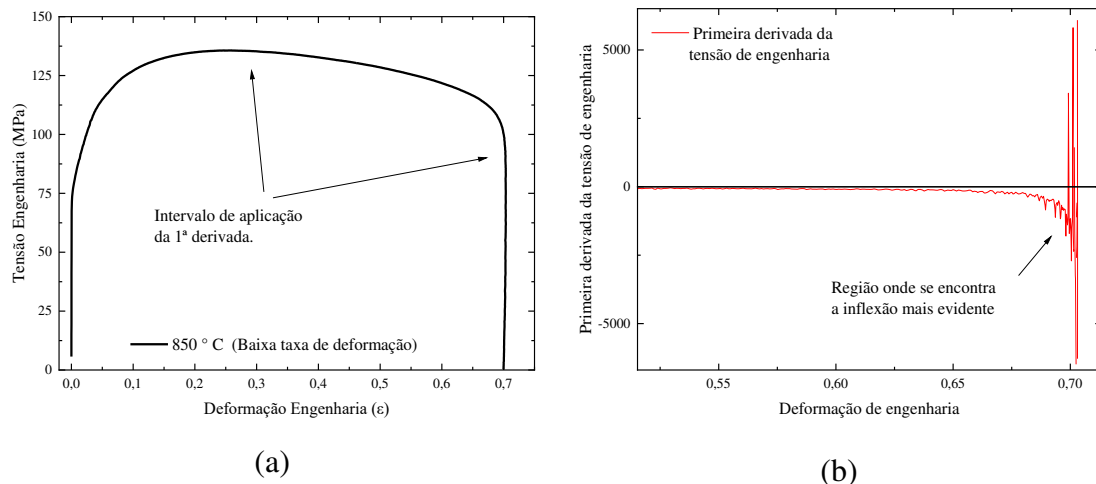 150
125
100
75
50
25
0
Tensão Engenharia (MPa)
Intervalo de aplicação
da 1ª derivada.
850 ° C (Baixa taxa de deformação)
0,0 0,1 0,2 0,3 0,4 0,5 0,6 0,7
Deformação Engenharia (ε)
(a)
Primeira derivada da
tensão de engenharia
5000
0
-5000
Primeira derivada da tensão de engenharia
Região onde se encontra
a inflexão mais evidente
0,55 0,60 0,65 0,70
Deformação de engenharia
(b)